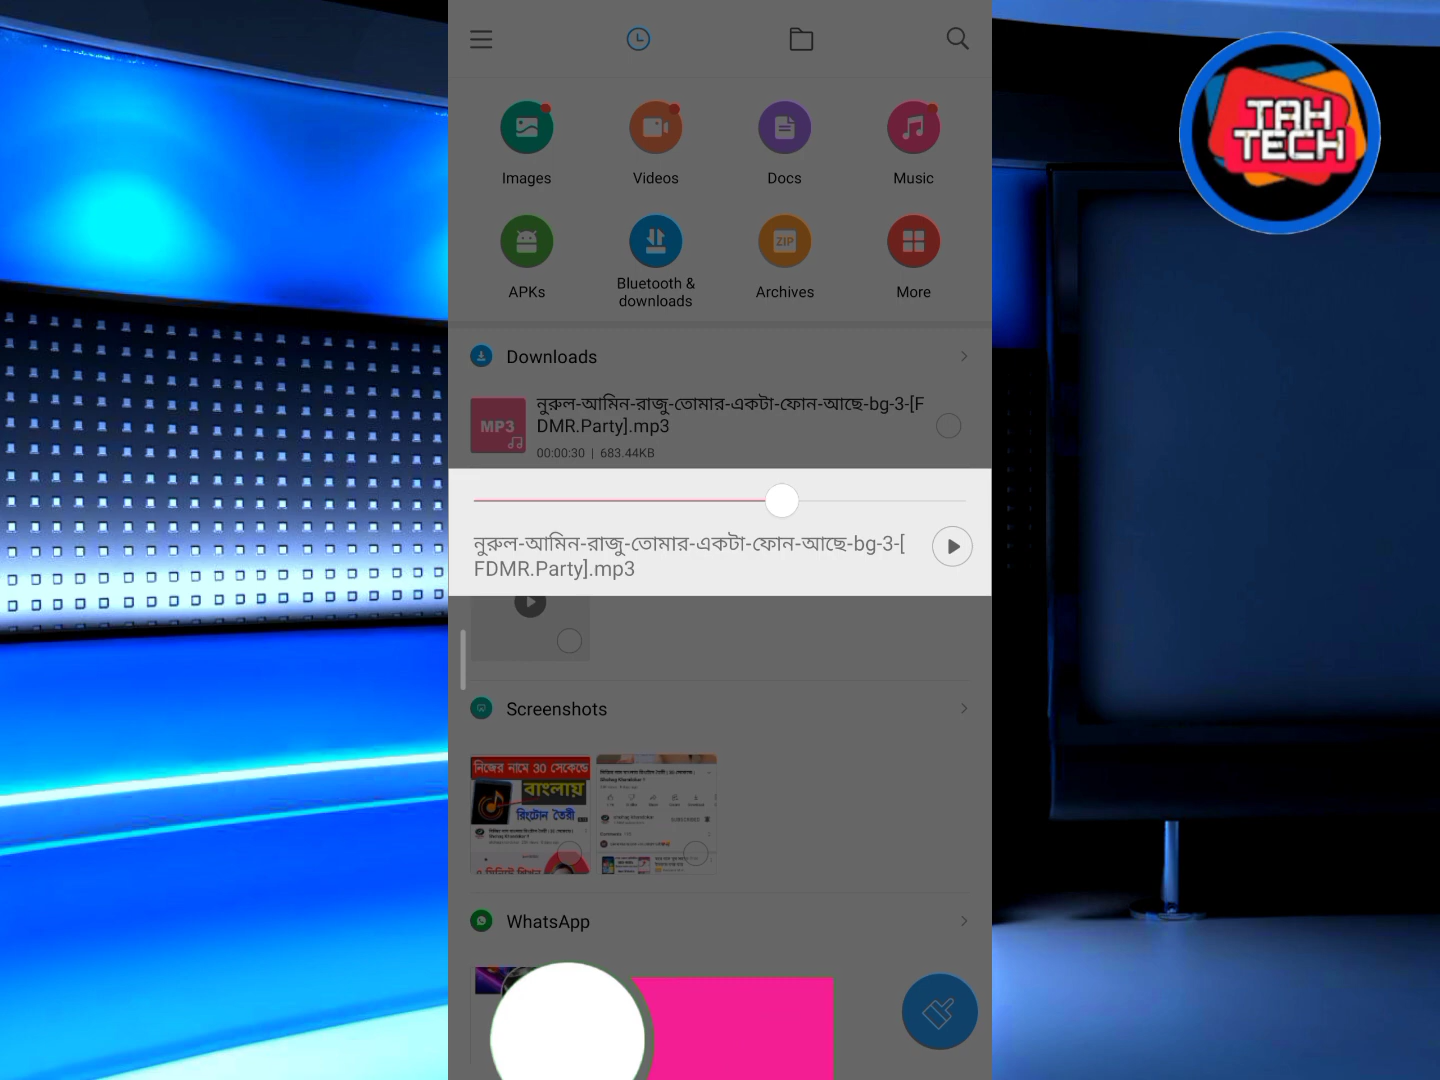 TAH
TECH
Images
Videos
Docs
Music
APKs
Bluetooth &
downloads
ZIP
Archives
More
Downloads
MP3
নুরুল-আমিন-রাজু-তোমার-একটা-ফোন-আছে-bg-3-[F
DMR.Party].mp3
00:00:30 | 683.44KB
নুরুল-আমিন-রাজু-তোমার-একটা-ফোন-আছে-bg-3-[
FDMR.Party].mp3
Screenshots
নিজের নামে 30 সেকেন্ডে
বাংলায়
রিংটোন তৈরী
WhatsApp